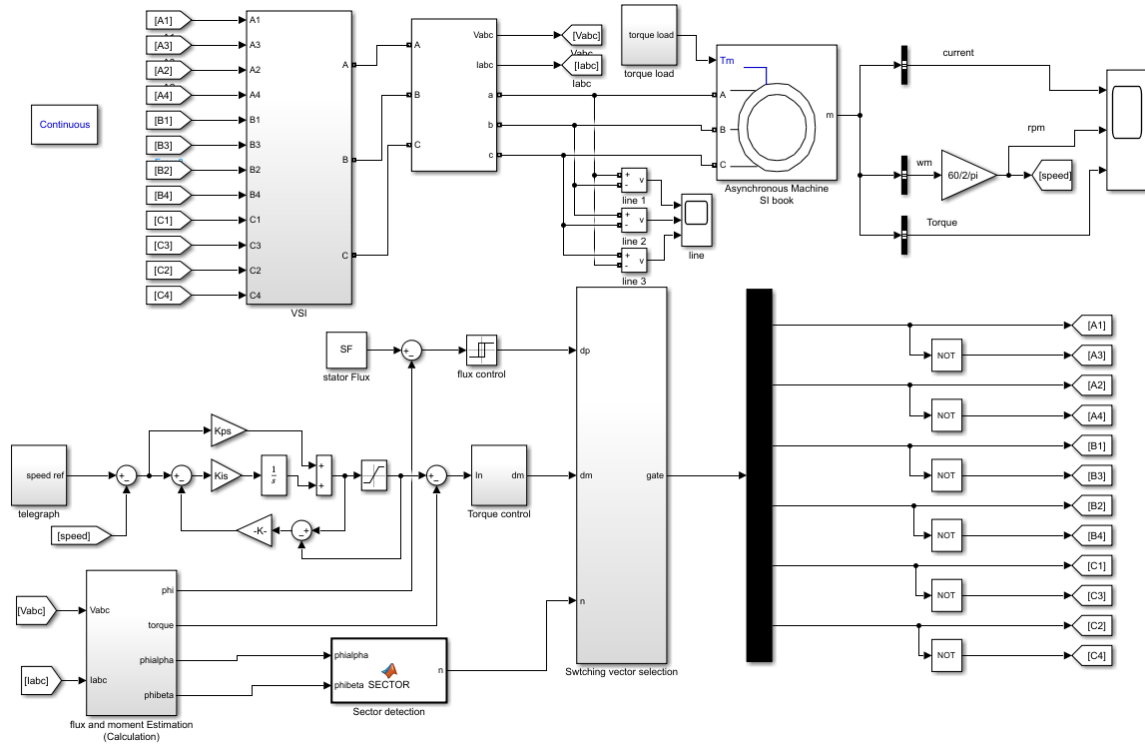 [A1]
[A3]
[A2]
[A4]
[B1]
[B3]
[B2]
[B4]
[C1]
[C3]
[C2]
[C4]
A1
A3
A2
A4
B1
B3
B2
B4
C1
C3
C2
C4
A
B
C
VSI
Continuous
A
B
C
Vabc
Iabc
a
b
c
[Vabc]
Vabc
[Iabc]
Iabc
torque load
torque load
Tm
A
B
C
m
Asynchronous Machine
SI book
current
rpm
wm
60/2/pi
[speed]
Torque
+
-
v
line 1
+
-
v
line 2
+
-
v
line 3
line
SF
stator Flux
+
−
flux control
speed ref
telegraph
[speed]
+
−
+
−
Kps
Kis
1
s
+
+
-K-
−
+
+
−
In
dm
Torque control
dp
dm
n
gate
Swtching vector selection
[Vabc]
[Iabc]
Vabc
Iabc
phi
torque
phialpha
phibeta
flux and moment Estimation
(Calculation)
phialpha
phibeta
SECTOR
n
Sector detection
[A1]
NOT
[A3]
[A2]
NOT
[A4]
[B1]
NOT
[B3]
[B2]
NOT
[B4]
[C1]
NOT
[C3]
[C2]
NOT
[C4]